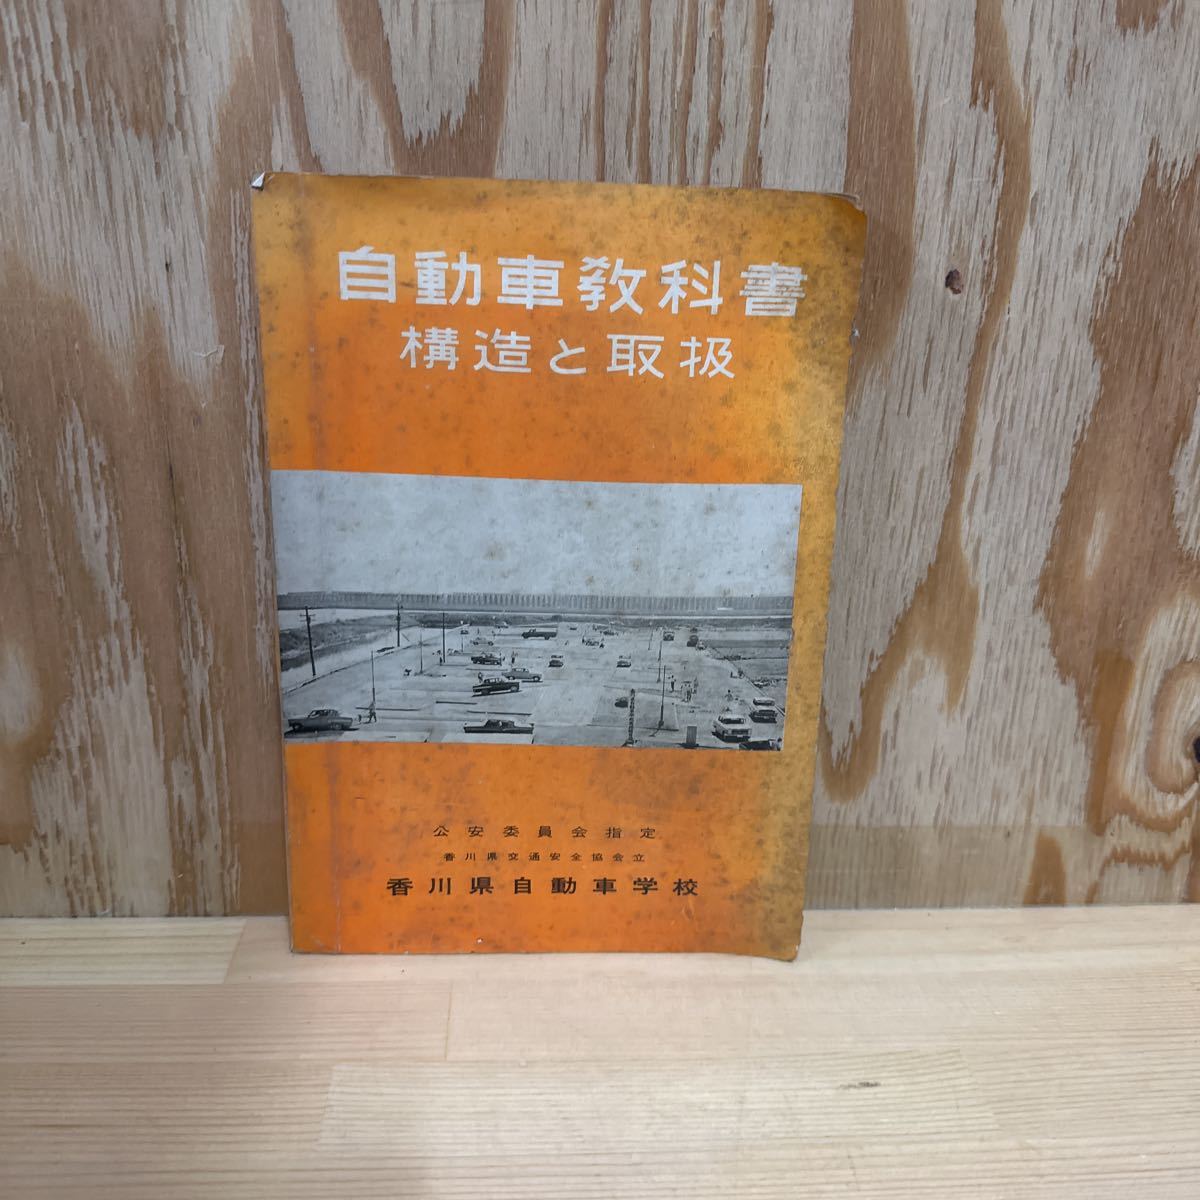 自動車教科書
構造と取扱
公安委員会指定
香川県交通安全協会立
香川県自動車学校